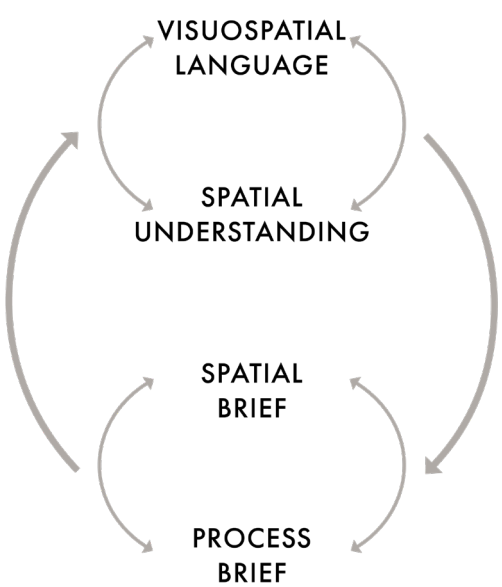 VISUOSPATIAL
LANGUAGE
SPATIAL
UNDERSTANDING
SPATIAL
BRIEF
PROCESS
BRIEF